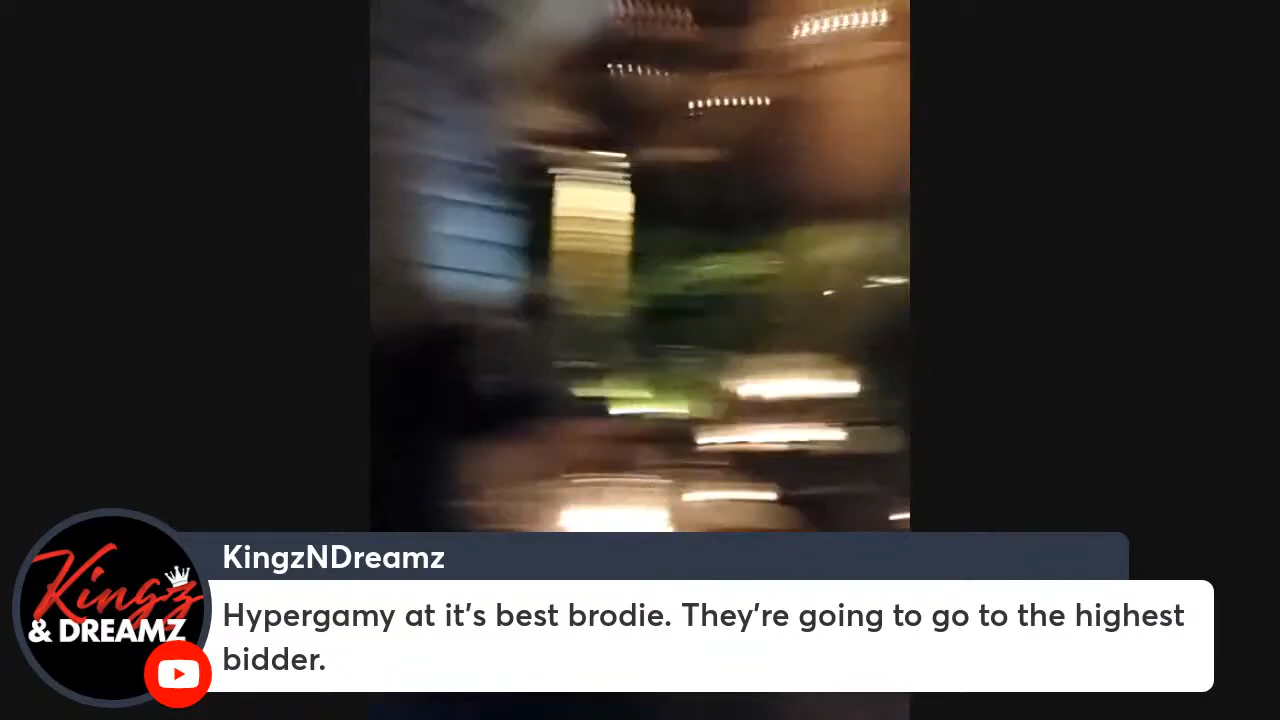 KingzNDreamz
Hypergamy at it's best brodie. They're going to go to the highest
bidder.
Kingz
& DREAMZ